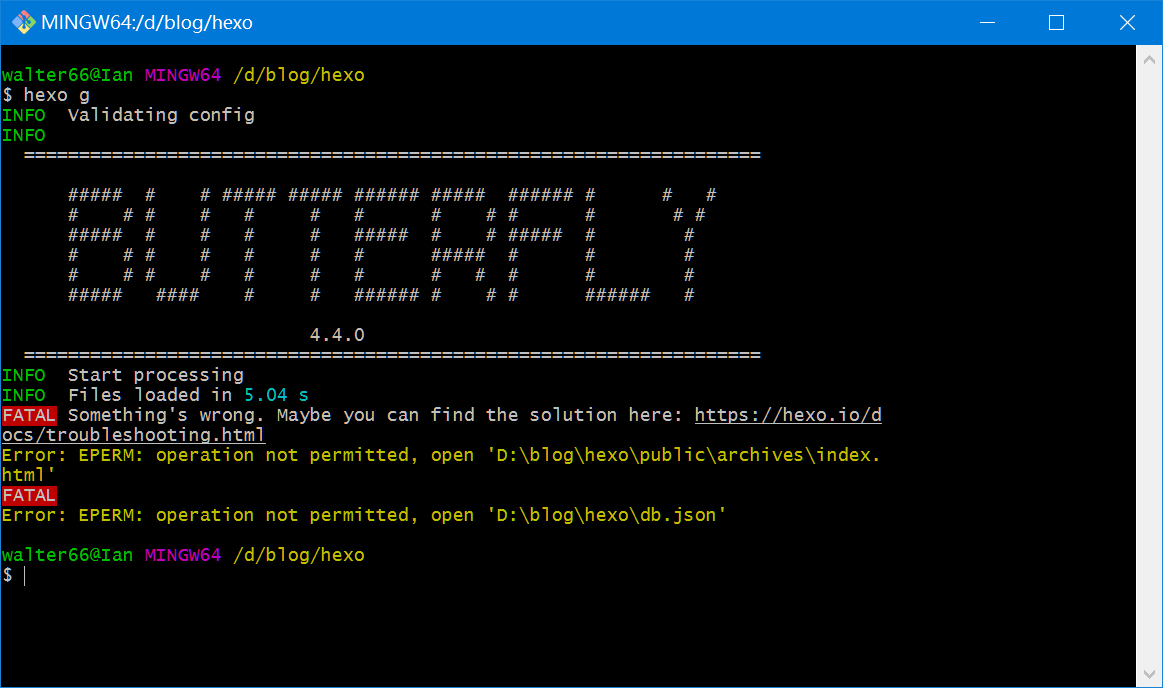 MINGW64:/d/blog/hexo
walter66@Ian MINGW64 /d/blog/hexo
$ hexo g
INFO  Validating config
INFO
  ===================================================================
      #####  #    # ##### ##### ###### #####  ###### #      #   #
      #    # #    #   #     #   #      #    # #      #       # #
      #####  #    #   #     #   #####  #    # #####  #        #
      #    # #    #   #     #   #      #####  #      #        #
      #    # #    #   #     #   #      #   #  #      #        #
      #####   ####    #     #   ###### #    # #      ######   #
                            4.4.0
  ===================================================================
INFO  Start processing
INFO  Files loaded in 5.04 s
FATAL Something's wrong. Maybe you can find the solution here: https://hexo.io/d
ocs/troubleshooting.html
Error: EPERM: operation not permitted, open 'D:\blog\hexo\public\archives\index.
html'
FATAL
Error: EPERM: operation not permitted, open 'D:\blog\hexo\db.json'
walter66@Ian MINGW64 /d/blog/hexo
$